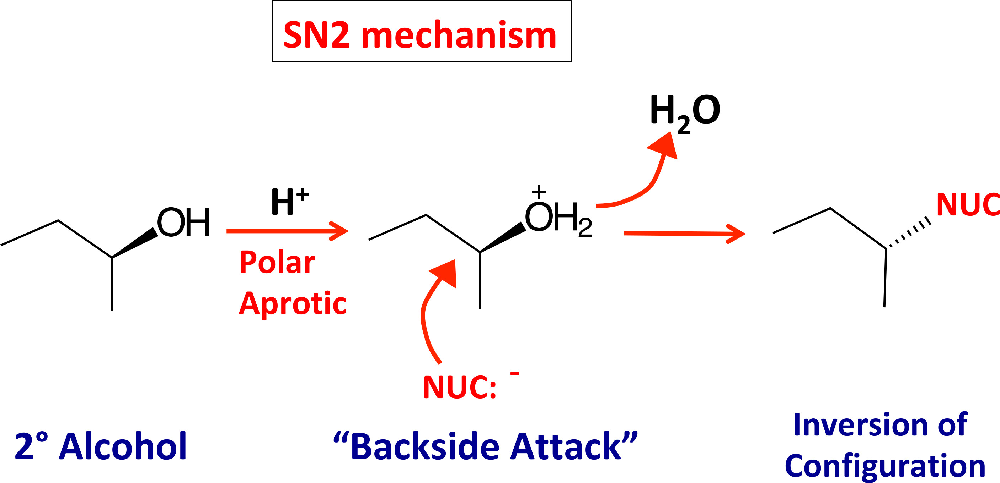 SN2 mechanism
H₂O
H⁺
OH
+
OH₂
NUC
Polar
Aprotic
NUC: -
2° Alcohol
“Backside Attack”
Inversion of
Configuration